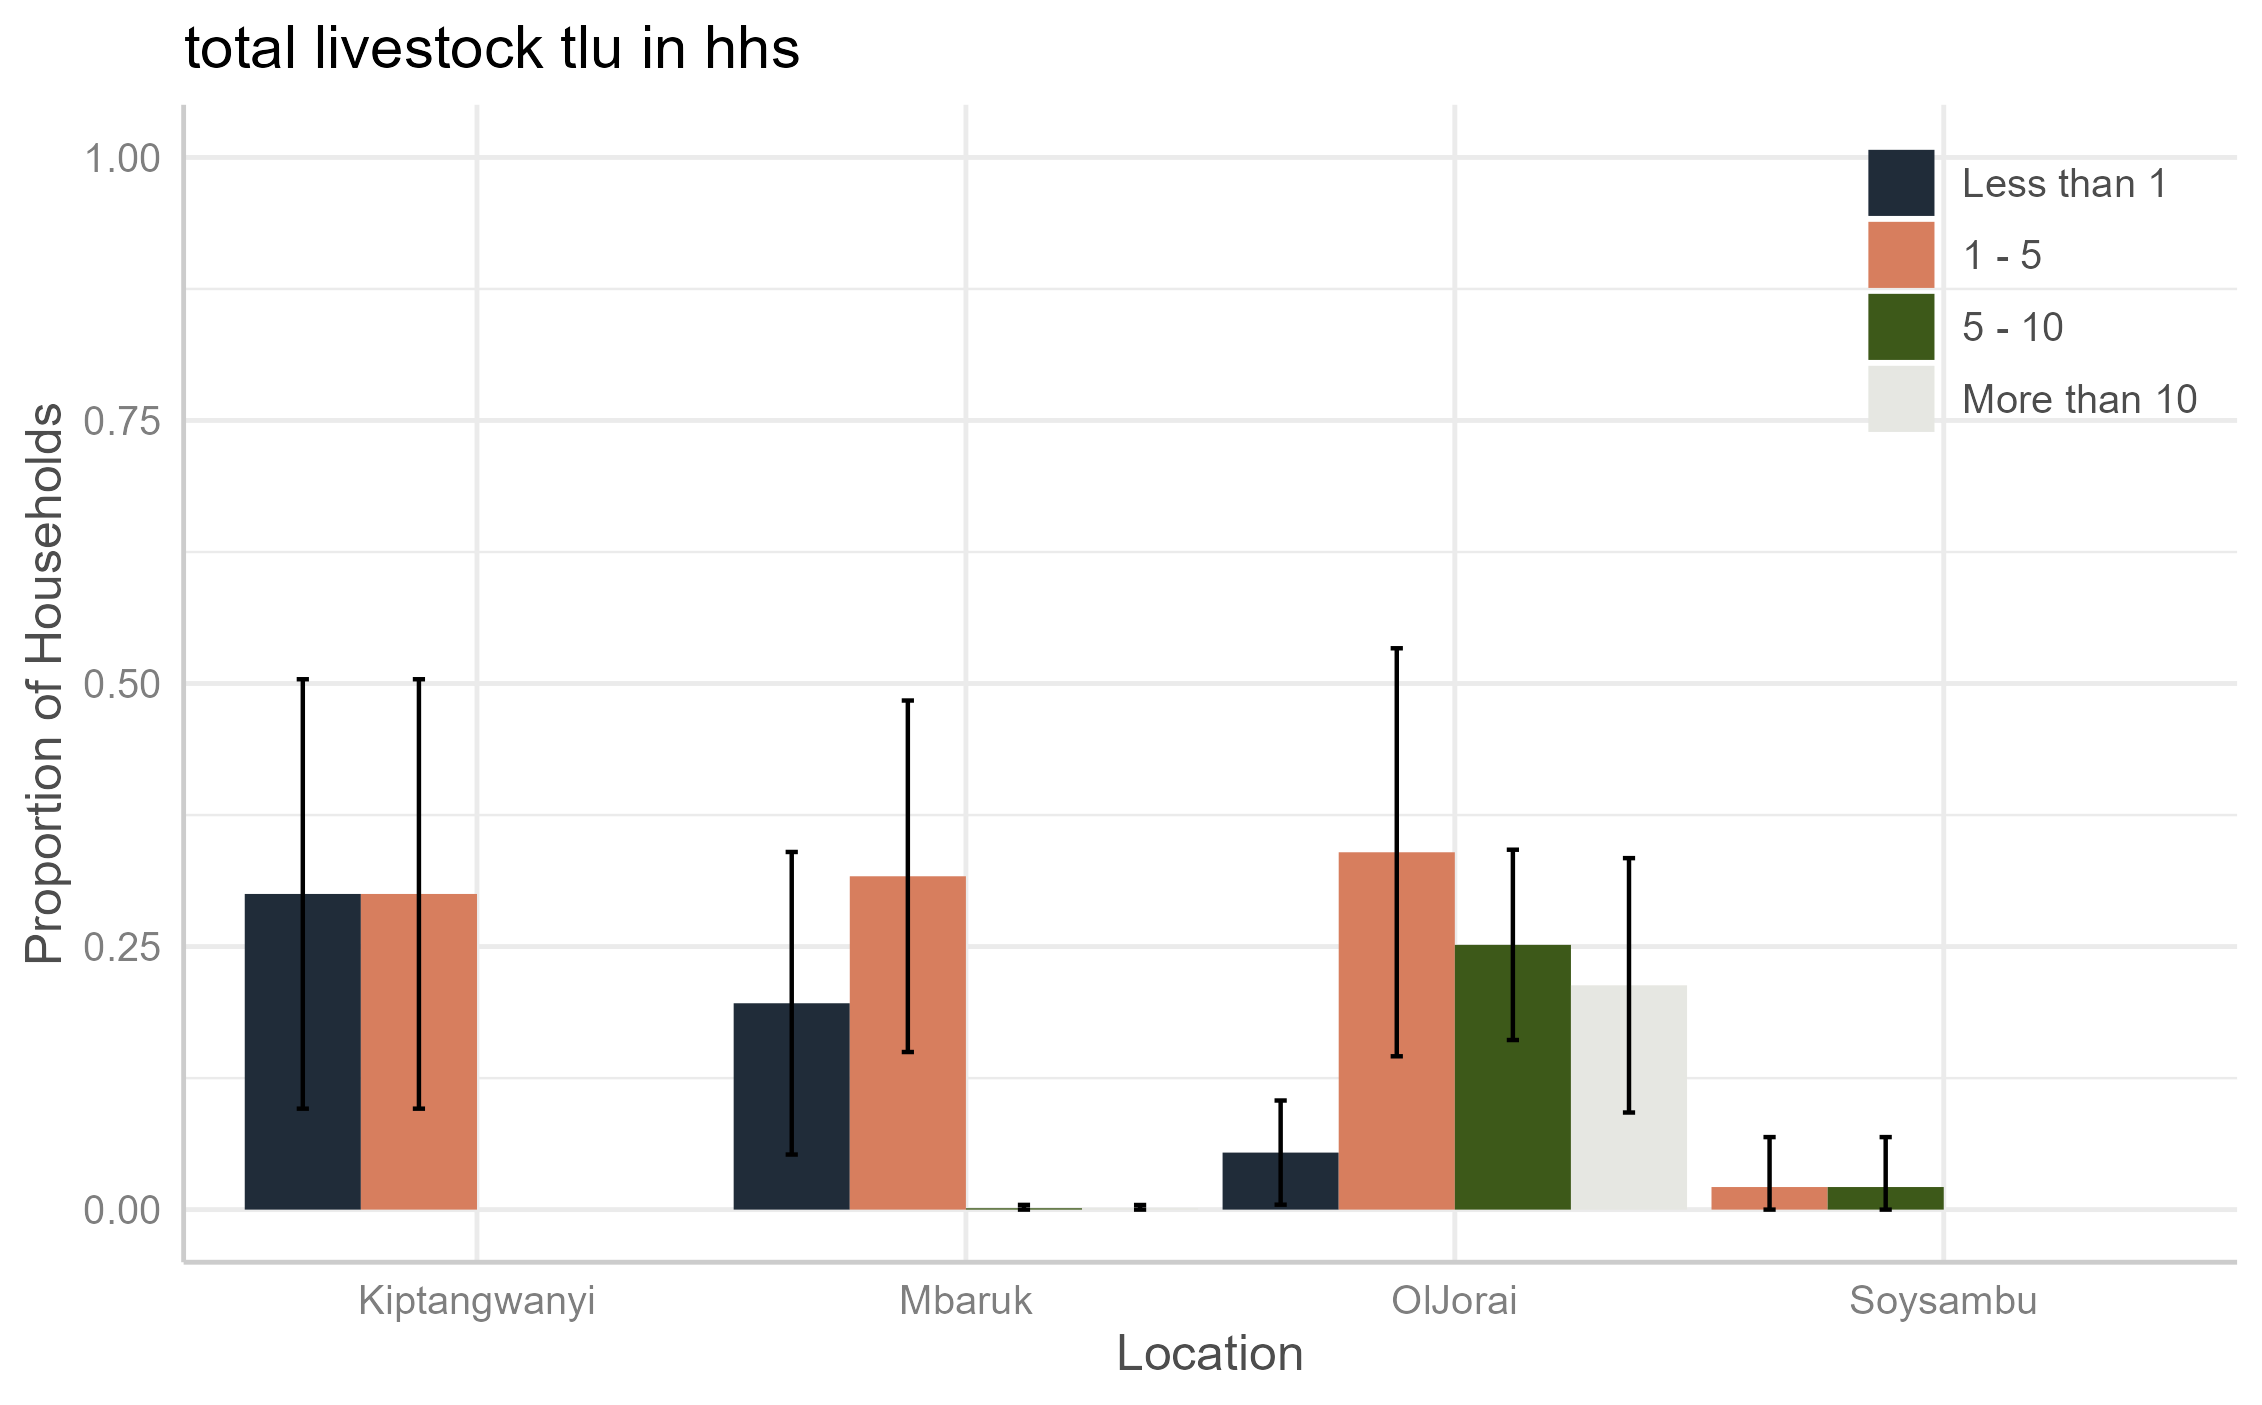 total livestock tlu in hhs
1.00
0.75
0.50
0.25
0.00
Proportion of Households
Less than 1
1 - 5
5 - 10
More than 10
Kiptangwanyi
Mbaruk
OlJorai
Soysambu
Location